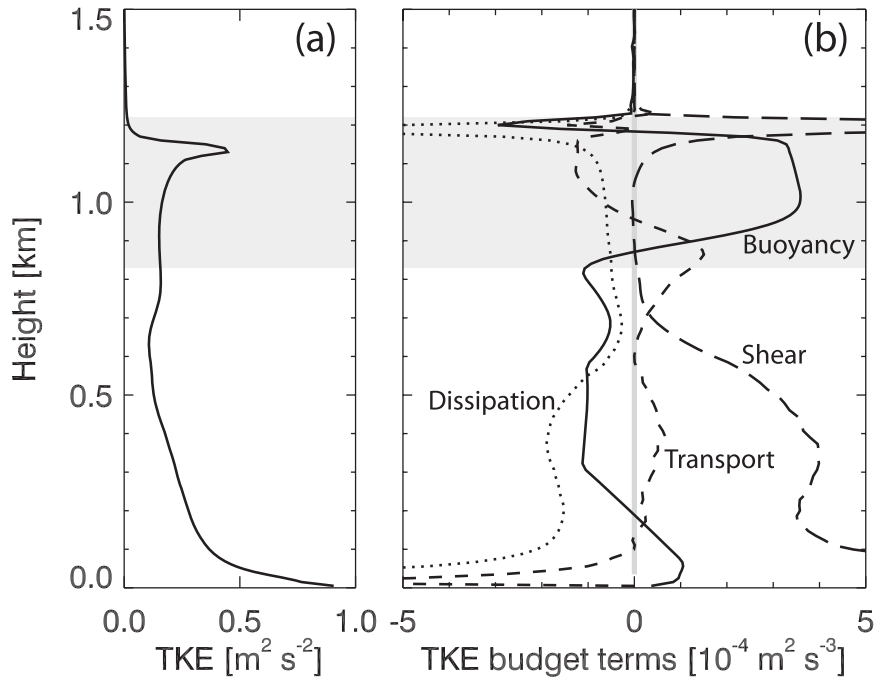 1.5
(a)
(b)
1.0
Height [km]
Buoyancy
Shear
0.5
Dissipation
Transport
0.0
0.0 0.5 1.0 -5 0 5
TKE [m² s⁻²] TKE budget terms [10⁻⁴ m² s⁻³]